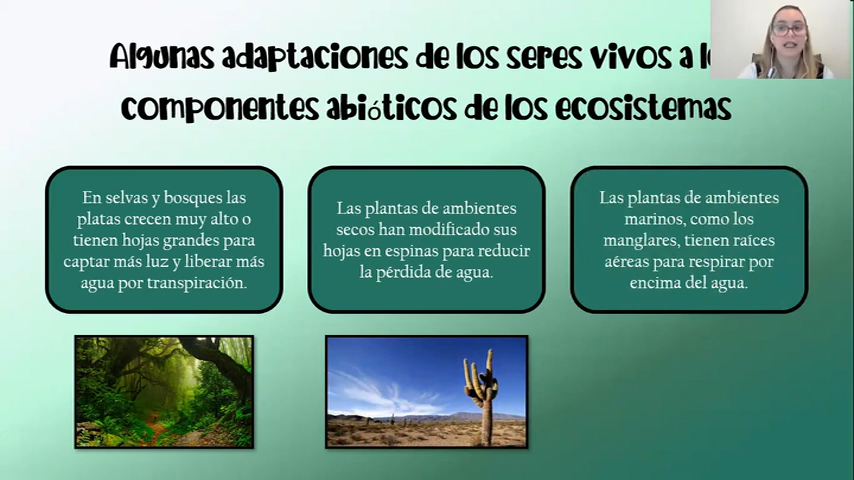 Algunas adaptaciones de los seres vivos a
componentes abióticos de los ecosistemas
En selvas y bosques las
platas crecen muy alto o
tienen hojas grandes para
captar más luz y liberar más
agua por transpiración.
Las plantas de ambientes
secos han modificado sus
hojas en espinas para reducir
la pérdida de agua.
Las plantas de ambientes
marinos, como los
manglares, tienen raíces
aéreas para respirar por
encima del agua.